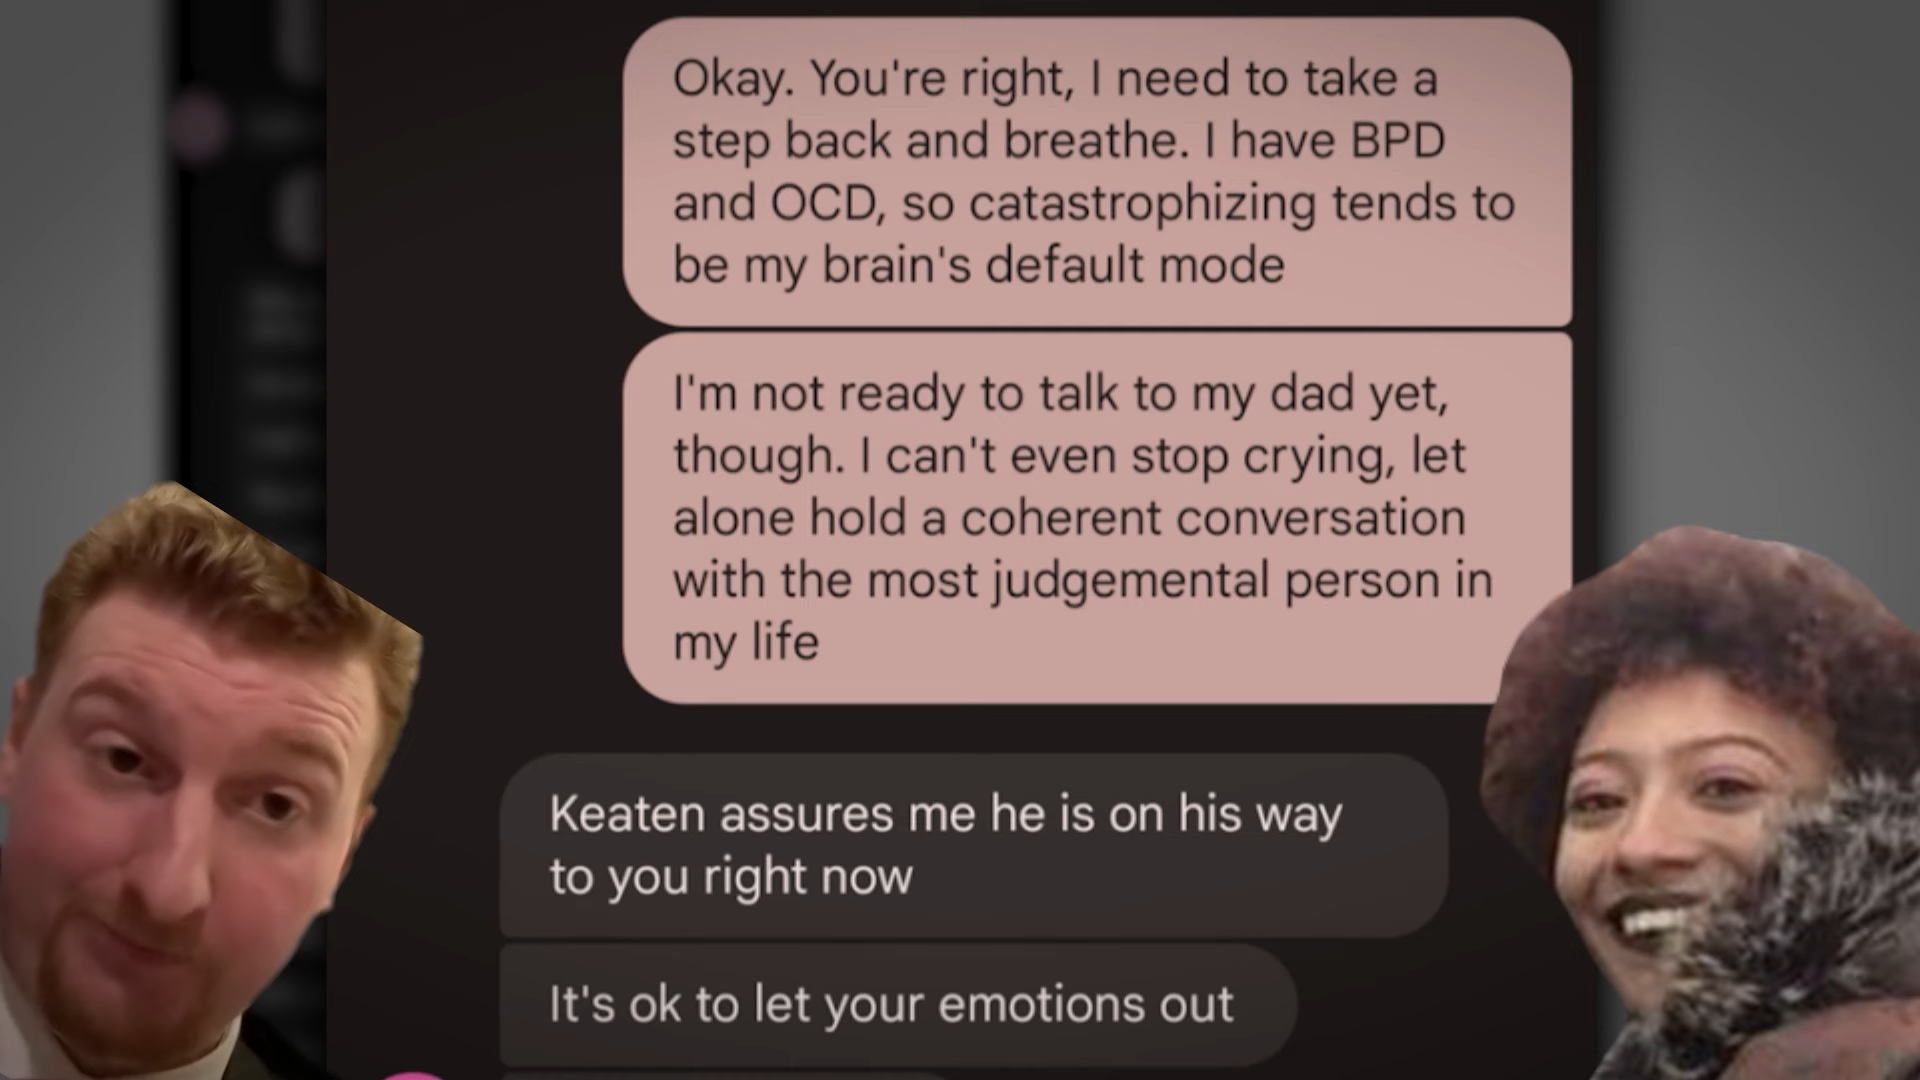 Okay. You're right, I need to take a
step back and breathe. I have BPD
and OCD, so catastrophizing tends to
be my brain's default mode
I'm not ready to talk to my dad yet,
though. I can't even stop crying, let
alone hold a coherent conversation
with the most judgemental person in
my life
Keaten assures me he is on his way
to you right now
It's ok to let your emotions out